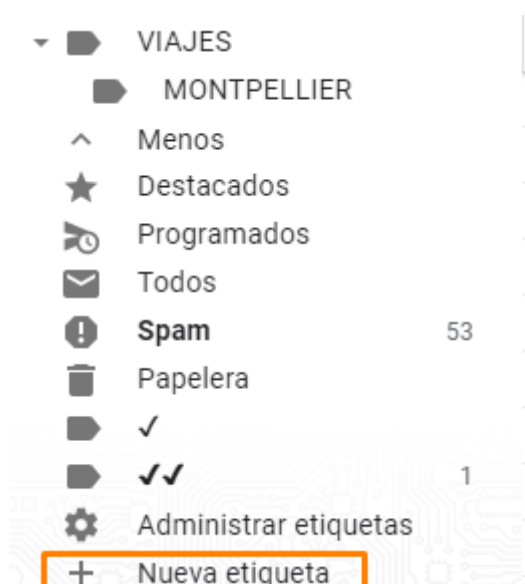 VIAJES
MONTPELLIER
Menos
Destacados
Programados
Todos
Spam 53
Papelera
✓
✓✓ 1
Administrar etiquetas
Nueva etiqueta